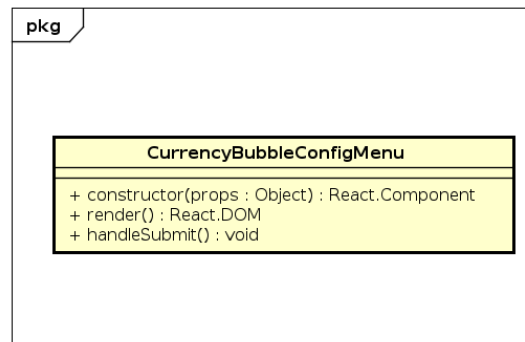 pkg
CurrencyBubbleConfigMenu
+ constructor(props : Object) : React.Component
+ render() : React.DOM
+ handleSubmit() : void